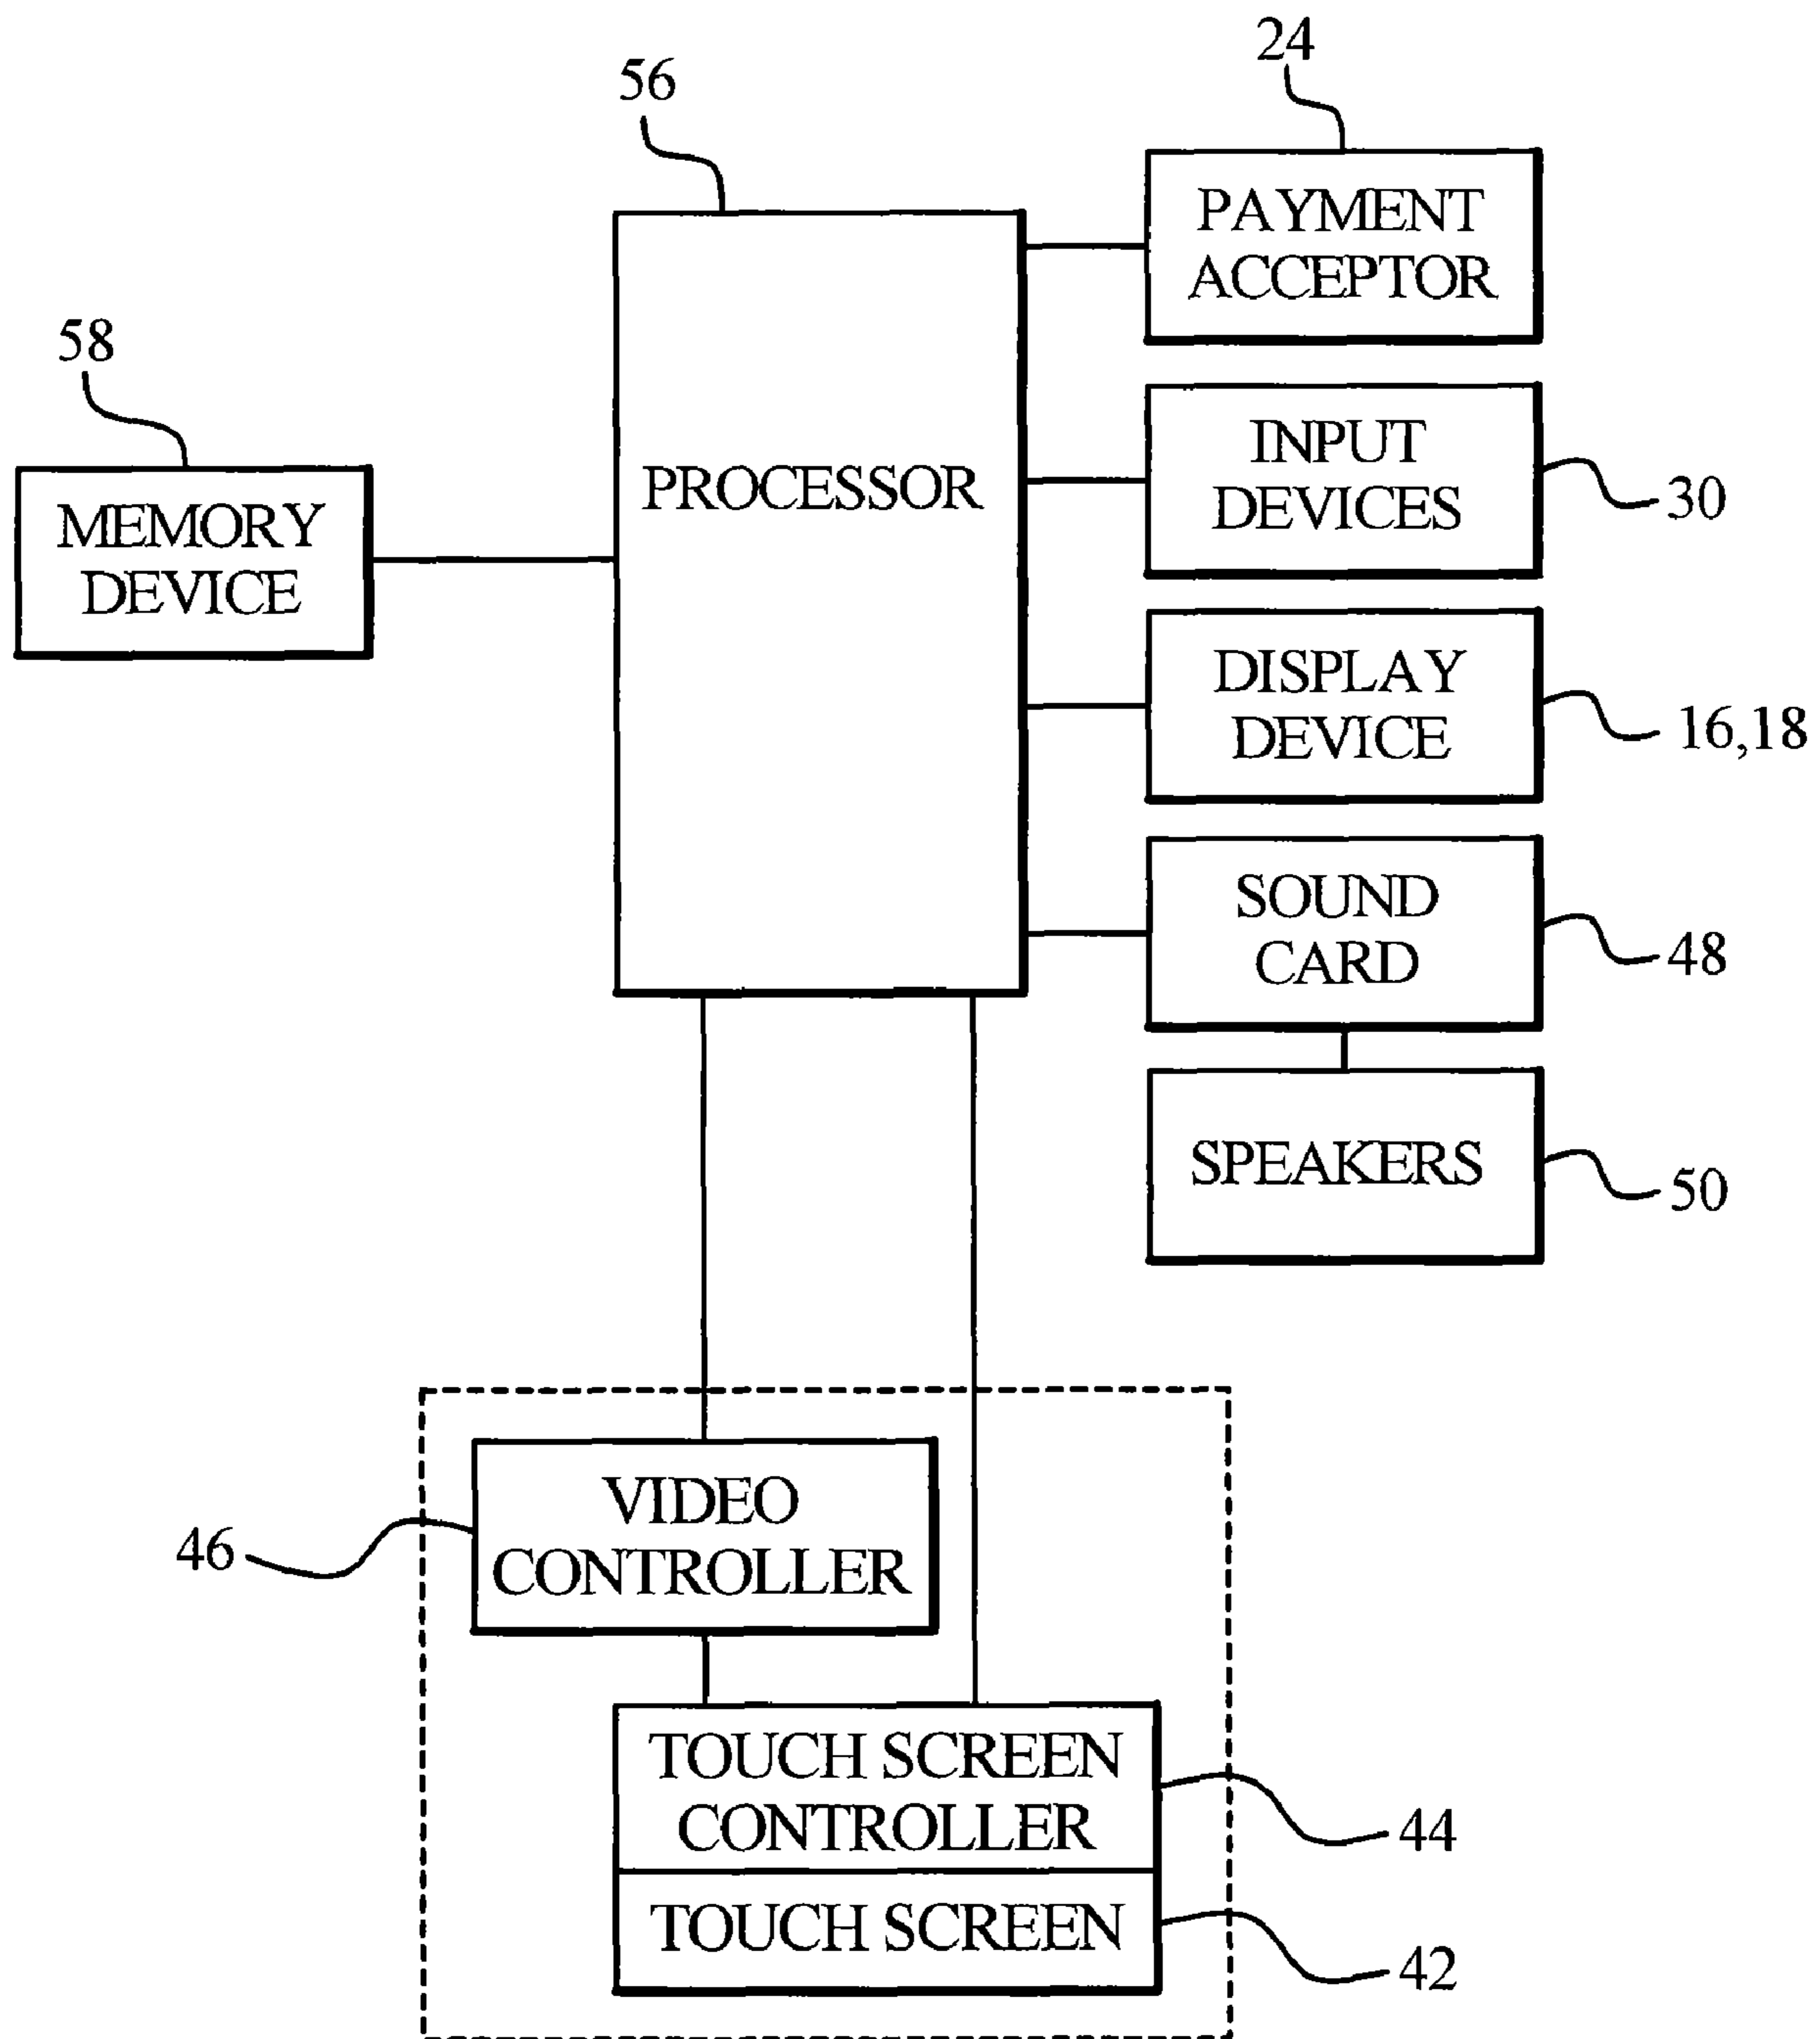 24
56
PAYMENT
ACCEPTOR
58
INPUT
DEVICES
30
PROCESSOR
MEMORY
DEVICE
DISPLAY
DEVICE
16,18
SOUND
CARD
48
SPEAKERS
50
VIDEO
CONTROLLER
46
TOUCH SCREEN
CONTROLLER
44
TOUCH SCREEN
42